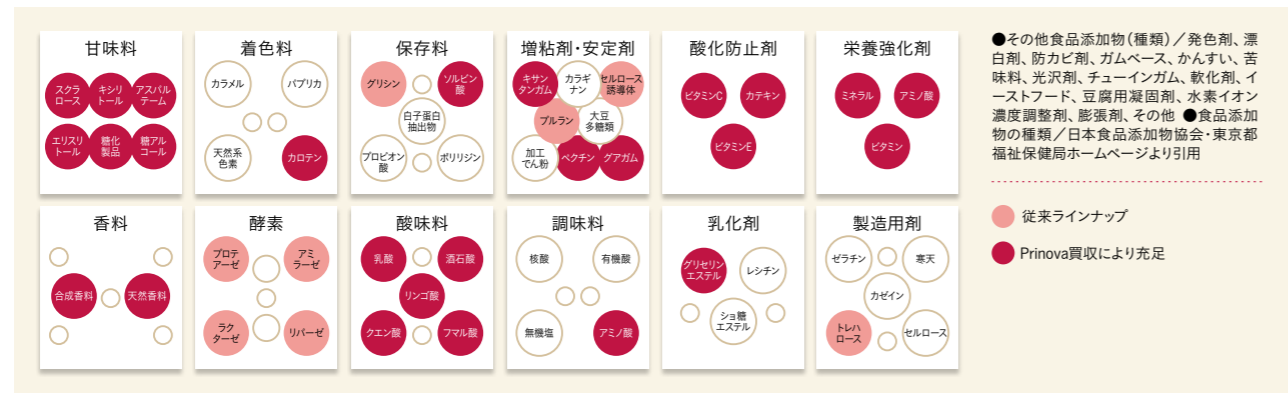 甘味料
スクラ
ロース
キシリ
トール
アスパル
テーム
エリスリ
トール
糖化
製品
糖アル
コール
着色料
カラメル
パプリカ
天然系
色素
カロテン
保存料
グリシン
ソルビン
酸
白子蛋白
抽出物
プロピオン
酸
ポリリジン
増粘剤・安定剤
キサン
タンガム
カラギ
ナン
セルロース
誘導体
プルラン
大豆
多糖類
加工
でん粉
ペクチン
グアガム
酸化防止剤
ビタミンC
カテキン
ビタミンE
栄養強化剤
ミネラル
アミノ酸
ビタミン
香料
合成香料
天然香料
酵素
プロテ
アーゼ
アミ
ラーゼ
ラク
ターゼ
リパーゼ
酸味料
乳酸
酒石酸
リンゴ酸
クエン酸
フマル酸
調味料
核酸
有機酸
無機塩
アミノ酸
乳化剤
グリセリン
エステル
レシチン
ショ糖
エステル
製造用剤
ゼラチン
寒天
カゼイン
トレハ
ロース
セルロース
●その他食品添加物(種類)/発色剤、漂
白剤、防カビ剤、ガムベース、かんすい、苦
味料、光沢剤、チューインガム、軟化剤、イ
ーストフード、豆腐用凝固剤、水素イオン
濃度調整剤、膨張剤、その他 ●食品添加
物の種類/日本食品添加物協会・東京都
福祉保健局ホームページより引用
従来ラインナップ
Prinova買収により充足